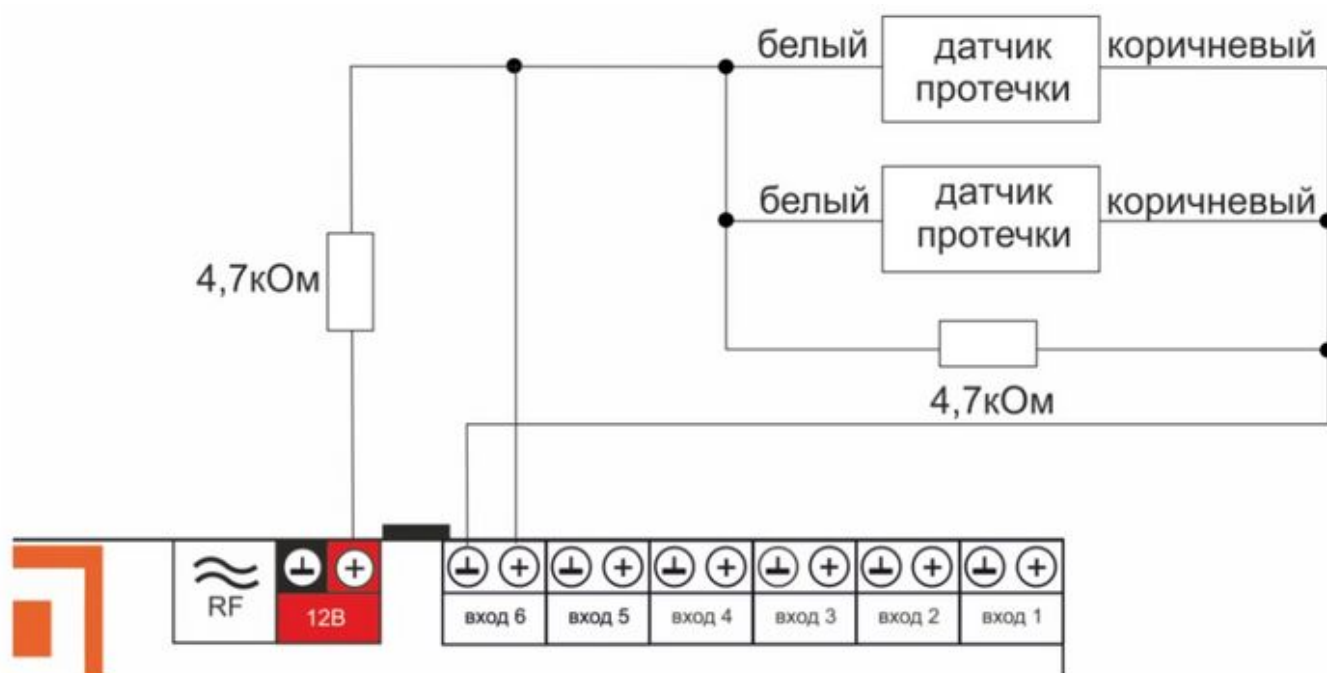 белый
датчик
протечки
коричневый
белый
датчик
протечки
коричневый
4,7кОм
4,7кОм
RF
12В
вход 6
вход 5
вход 4
вход 3
вход 2
вход 1